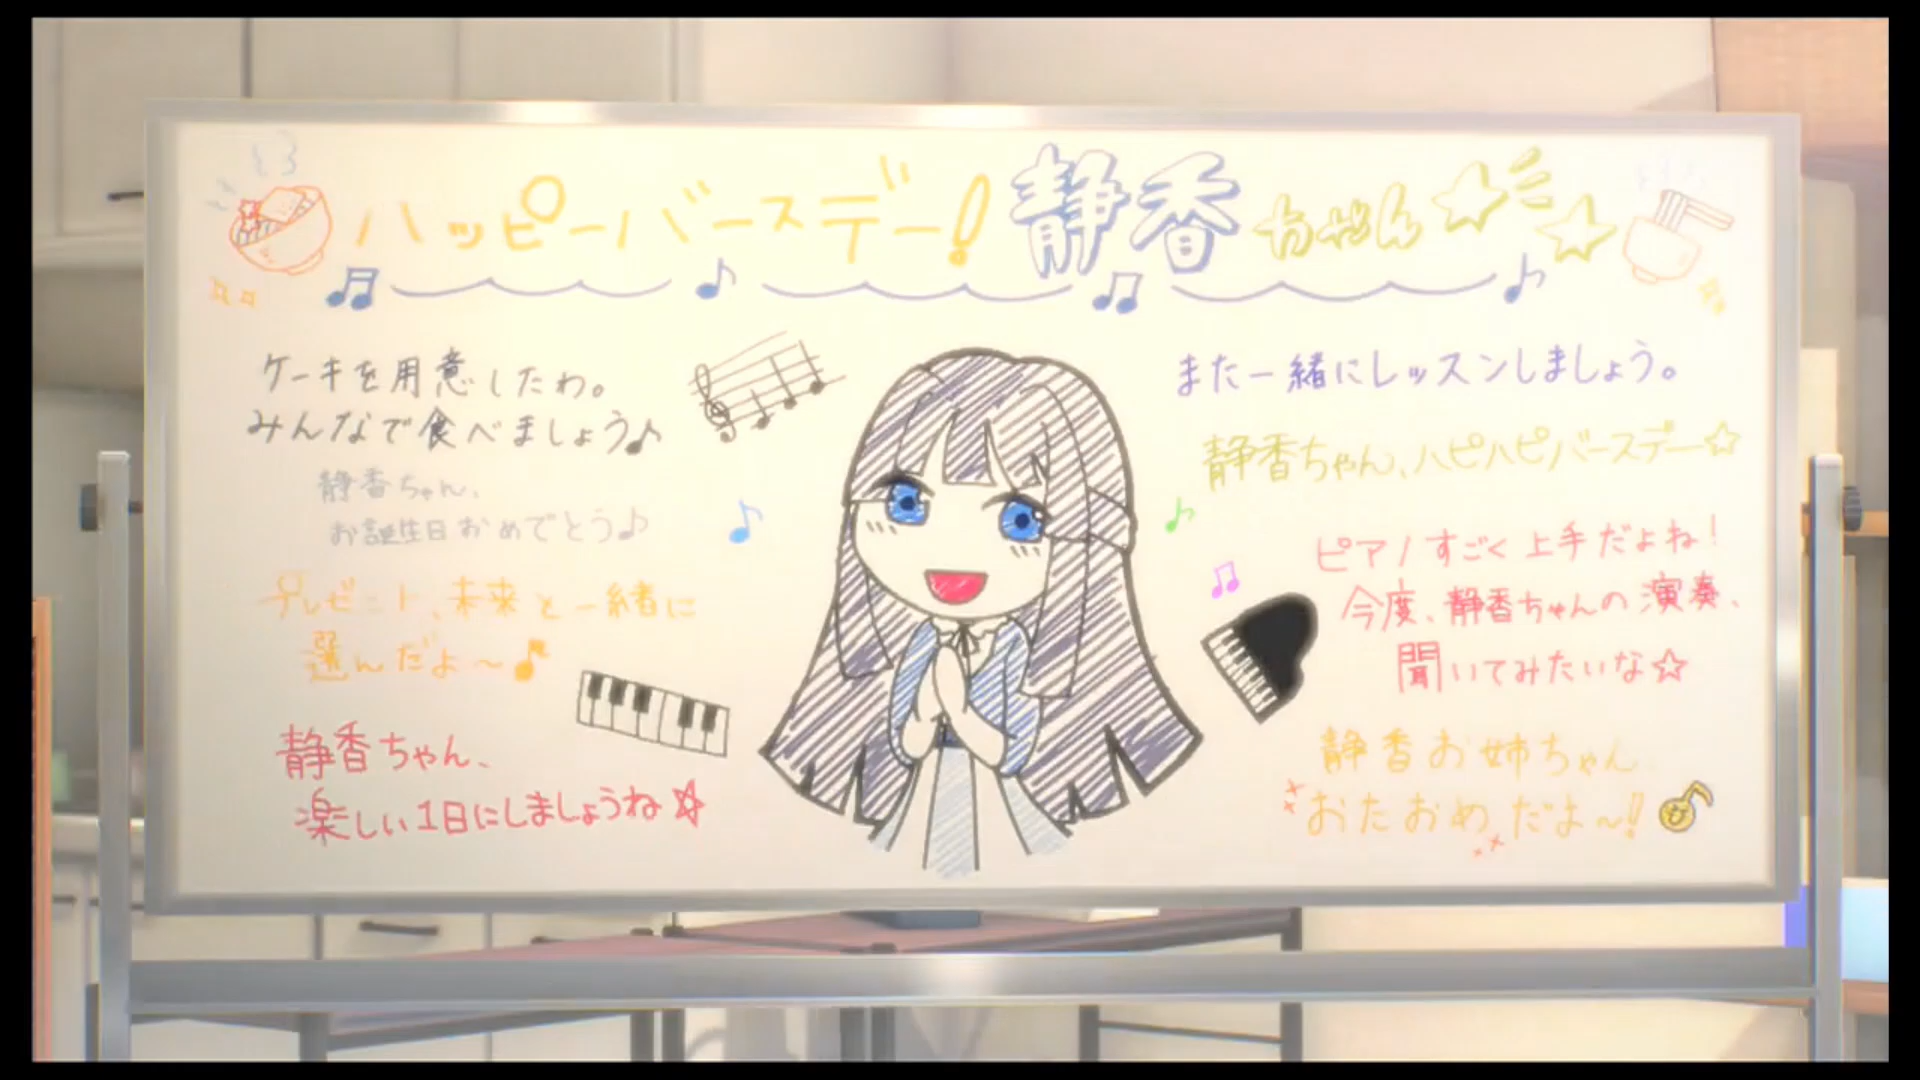 ハッピーバースデー!静香ちゃん☆☆
ケーキを用意したわ。
みんなで食べましょう♪
静香ちゃん、
お誕生日おめでとう♪
プレゼント、未来と一緒に
選んだよ〜♪
静香ちゃん、
楽しい1日にしましょうね☆
また一緒にレッスンしましょう。
静香ちゃん、ハピハピバースデー☆
ピアノすごく上手だよね!
今度、静香ちゃんの演奏、
聞いてみたいな☆
静香お姉ちゃん
おたおめだよ〜!